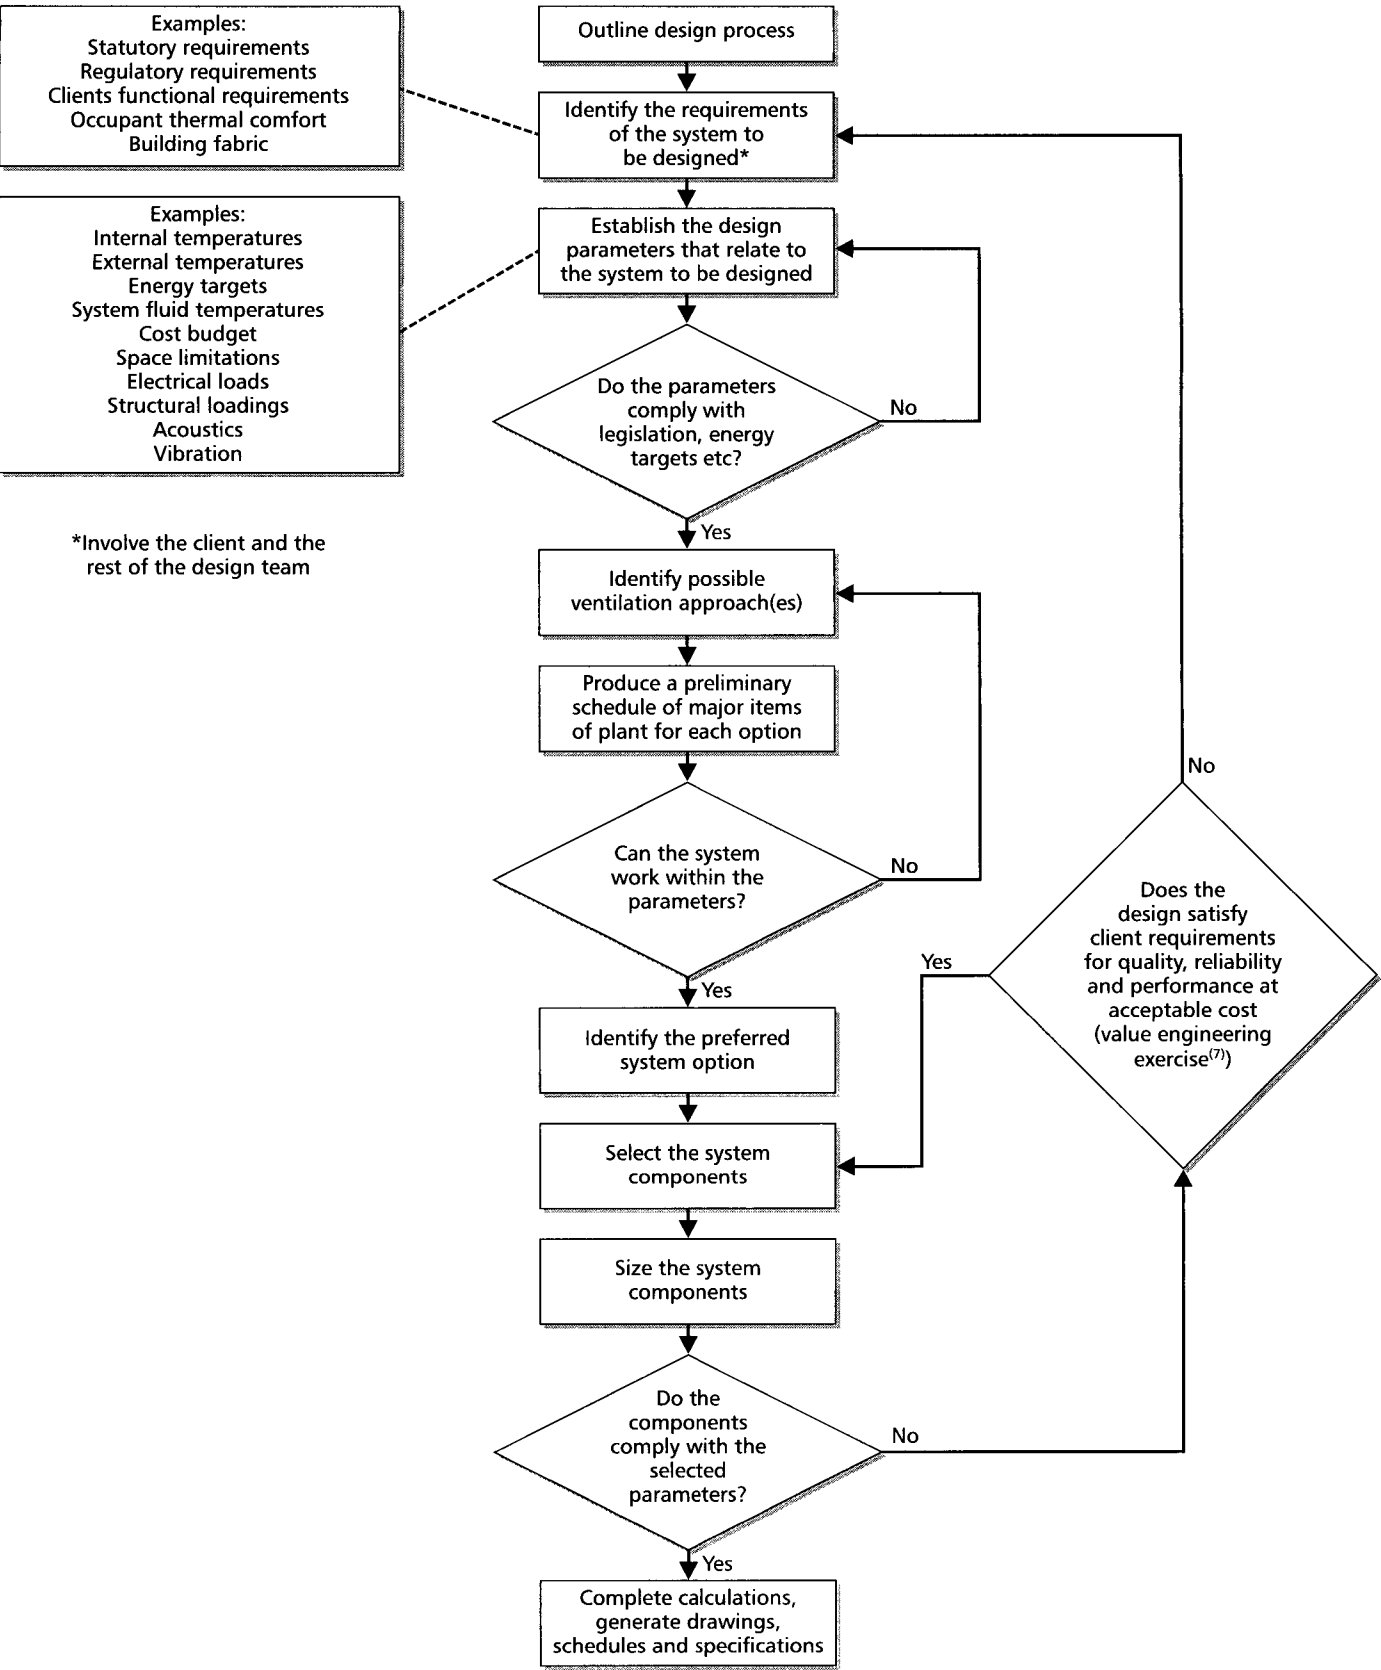 Examples:
Statutory requirements
Regulatory requirements
Clients functional requirements
Occupant thermal comfort
Building fabric
Outline design process
Identify the requirements
of the system to
be designed*
Examples:
Internal temperatures
External temperatures
Energy targets
System fluid temperatures
Cost budget
Space limitations
Electrical loads
Structural loadings
Acoustics
Vibration
Establish the design
parameters that relate to
the system to be designed
Do the parameters
comply with
legislation, energy
targets etc?
No
Yes
*Involve the client and the
rest of the design team
Identify possible
ventilation approach(es)
Produce a preliminary
schedule of major items
of plant for each option
Can the system
work within the
parameters?
No
Yes
No
Does the
design satisfy
client requirements
for quality, reliability
and performance at
acceptable cost
(value engineering
exercise(7))
Yes
Identify the preferred
system option
Select the system
components
Size the system
components
Do the
components
comply with the
selected
parameters?
No
Yes
Complete calculations,
generate drawings,
schedules and specifications